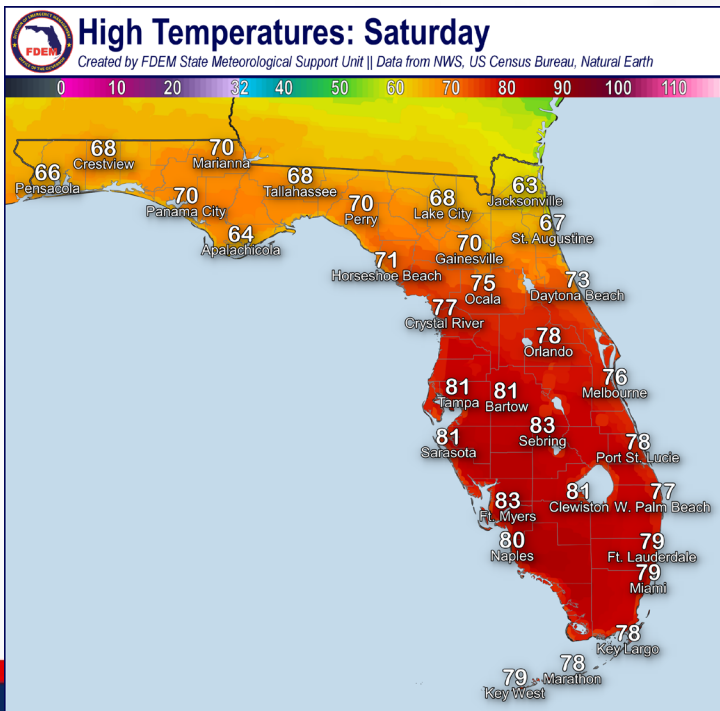 High Temperatures: Saturday
Created by FDEM State Meteorological Support Unit || Data from NWS, US Census Bureau, Natural Earth
FDEM
0 10 20 32 40 50 60 70 80 90 100 110
68
Crestview
70
Marianna
66
Pensacola
68
Tallahassee
70
Panama City
70
Perry
68
Lake City
63
Jacksonville
64
Apalachicola
67
St. Augustine
70
Gainesville
71
Horseshoe Beach
75
Ocala
73
Daytona Beach
77
Crystal River
78
Orlando
76
Melbourne
81
Tampa
81
Bartow
83
Sebring
81
Sarasota
78
Port St. Lucie
83
Ft. Myers
81
Clewiston
77
W. Palm Beach
80
Naples
79
Ft. Lauderdale
79
Miami
78
Key Largo
78
Marathon
79
Key West